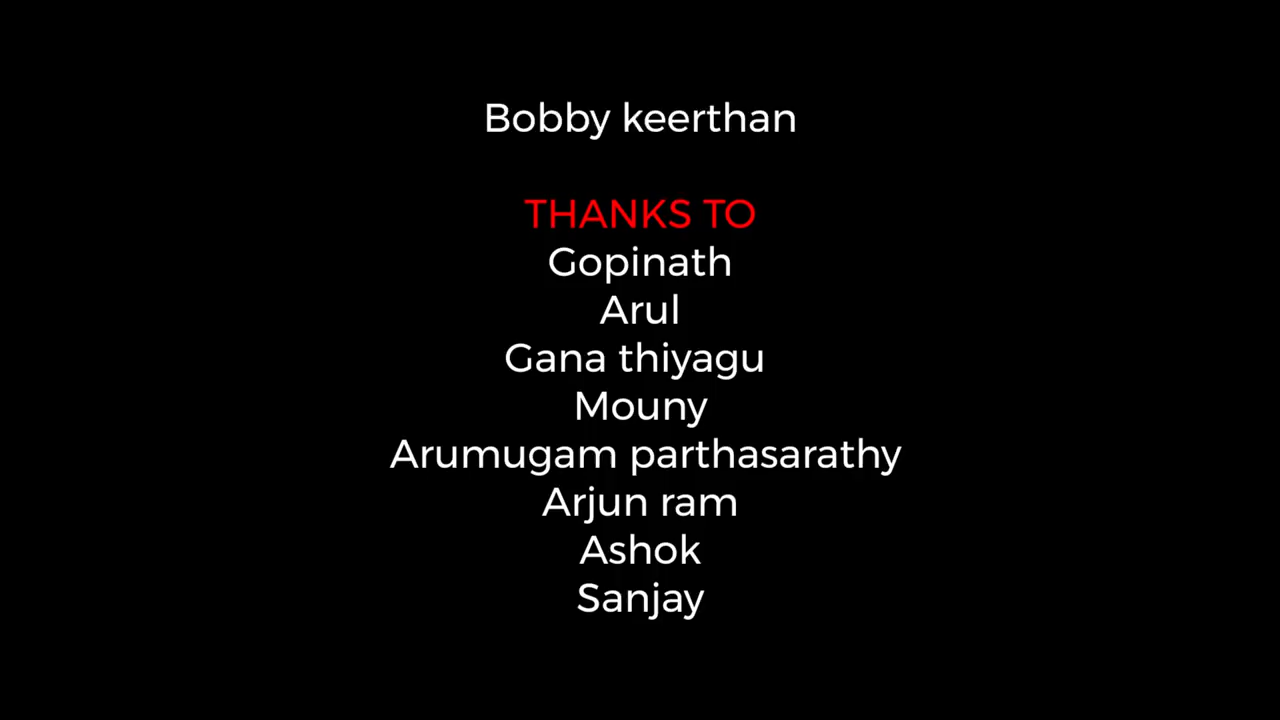 Bobby keerthan
THANKS TO
Gopinath
Arul
Gana thiyagu
Mouny
Arumugam parthasarathy
Arjun ram
Ashok
Sanjay